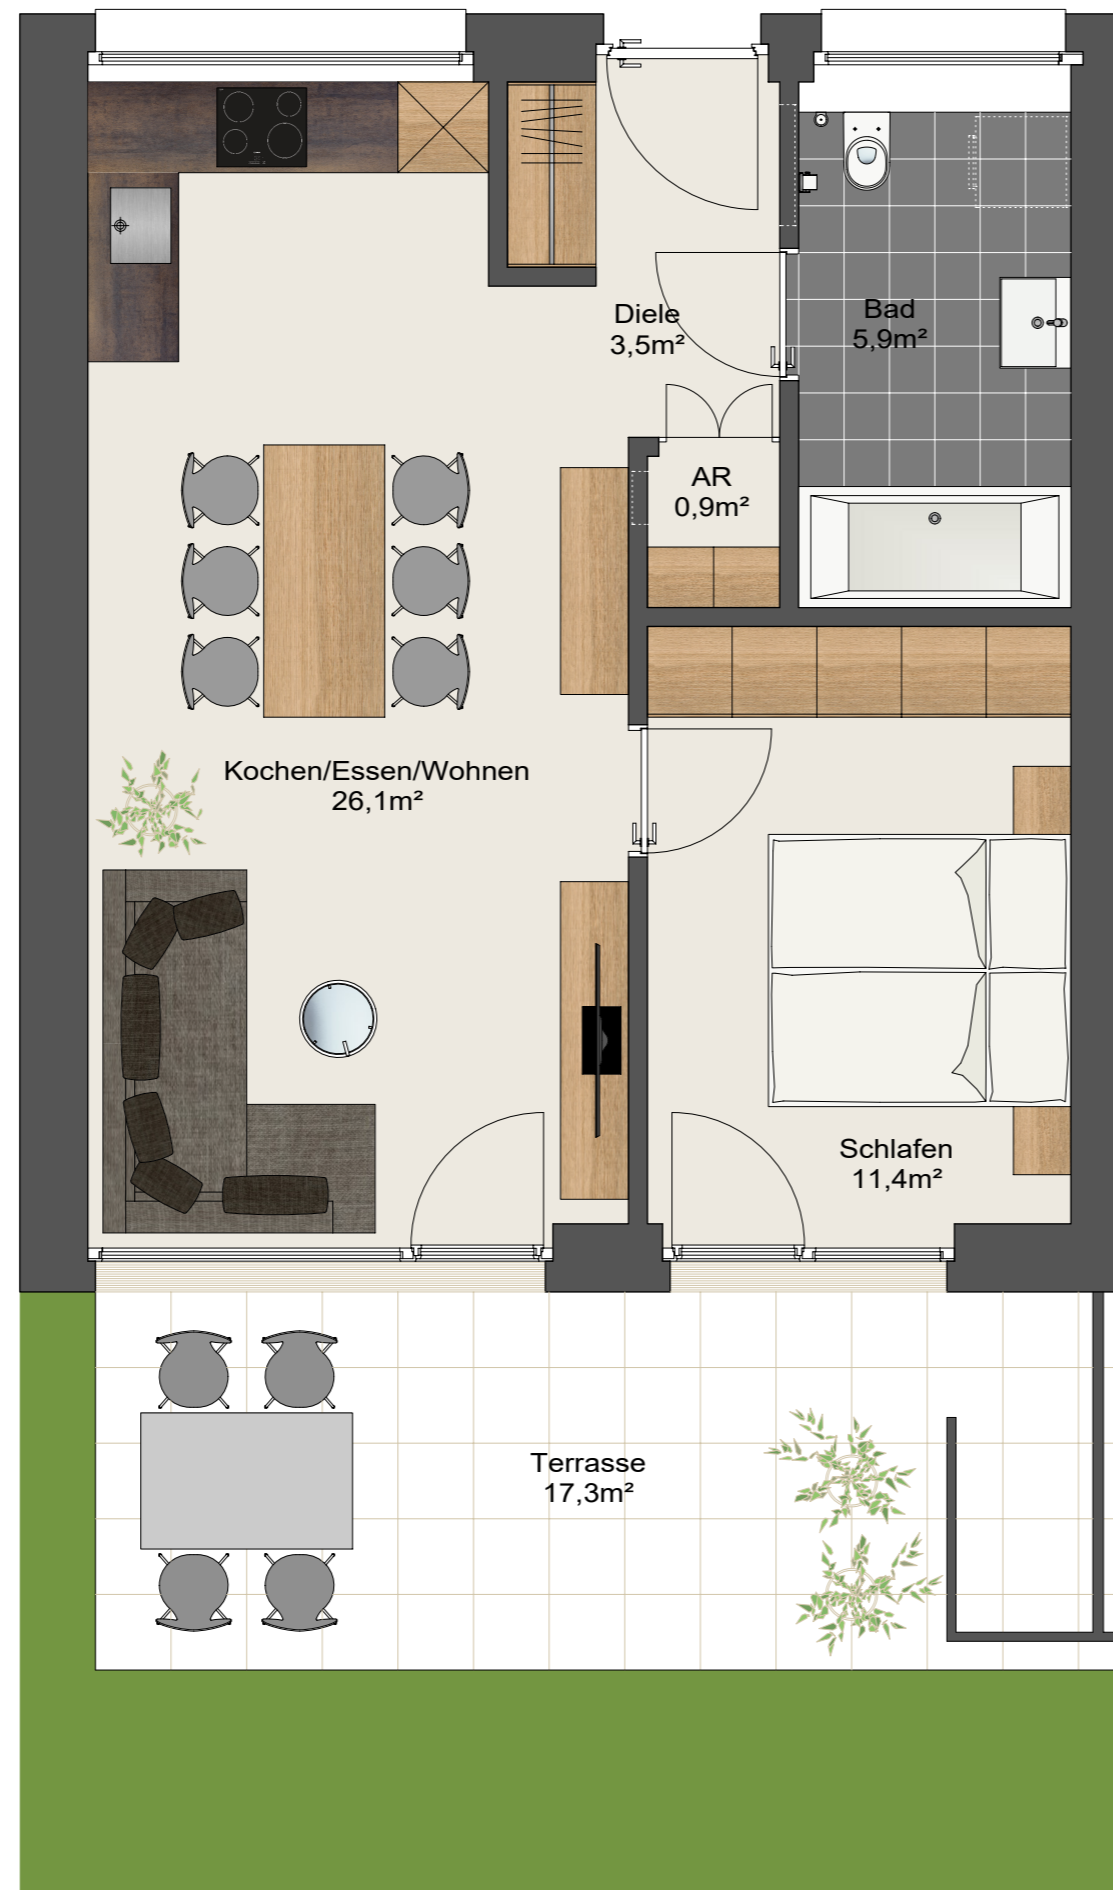 Diele
3,5m²
Bad
5,9m²
AR
0,9m²
Kochen/Essen/Wohnen
26,1m²
Schlafen
11,4m²
Terrasse
17,3m²